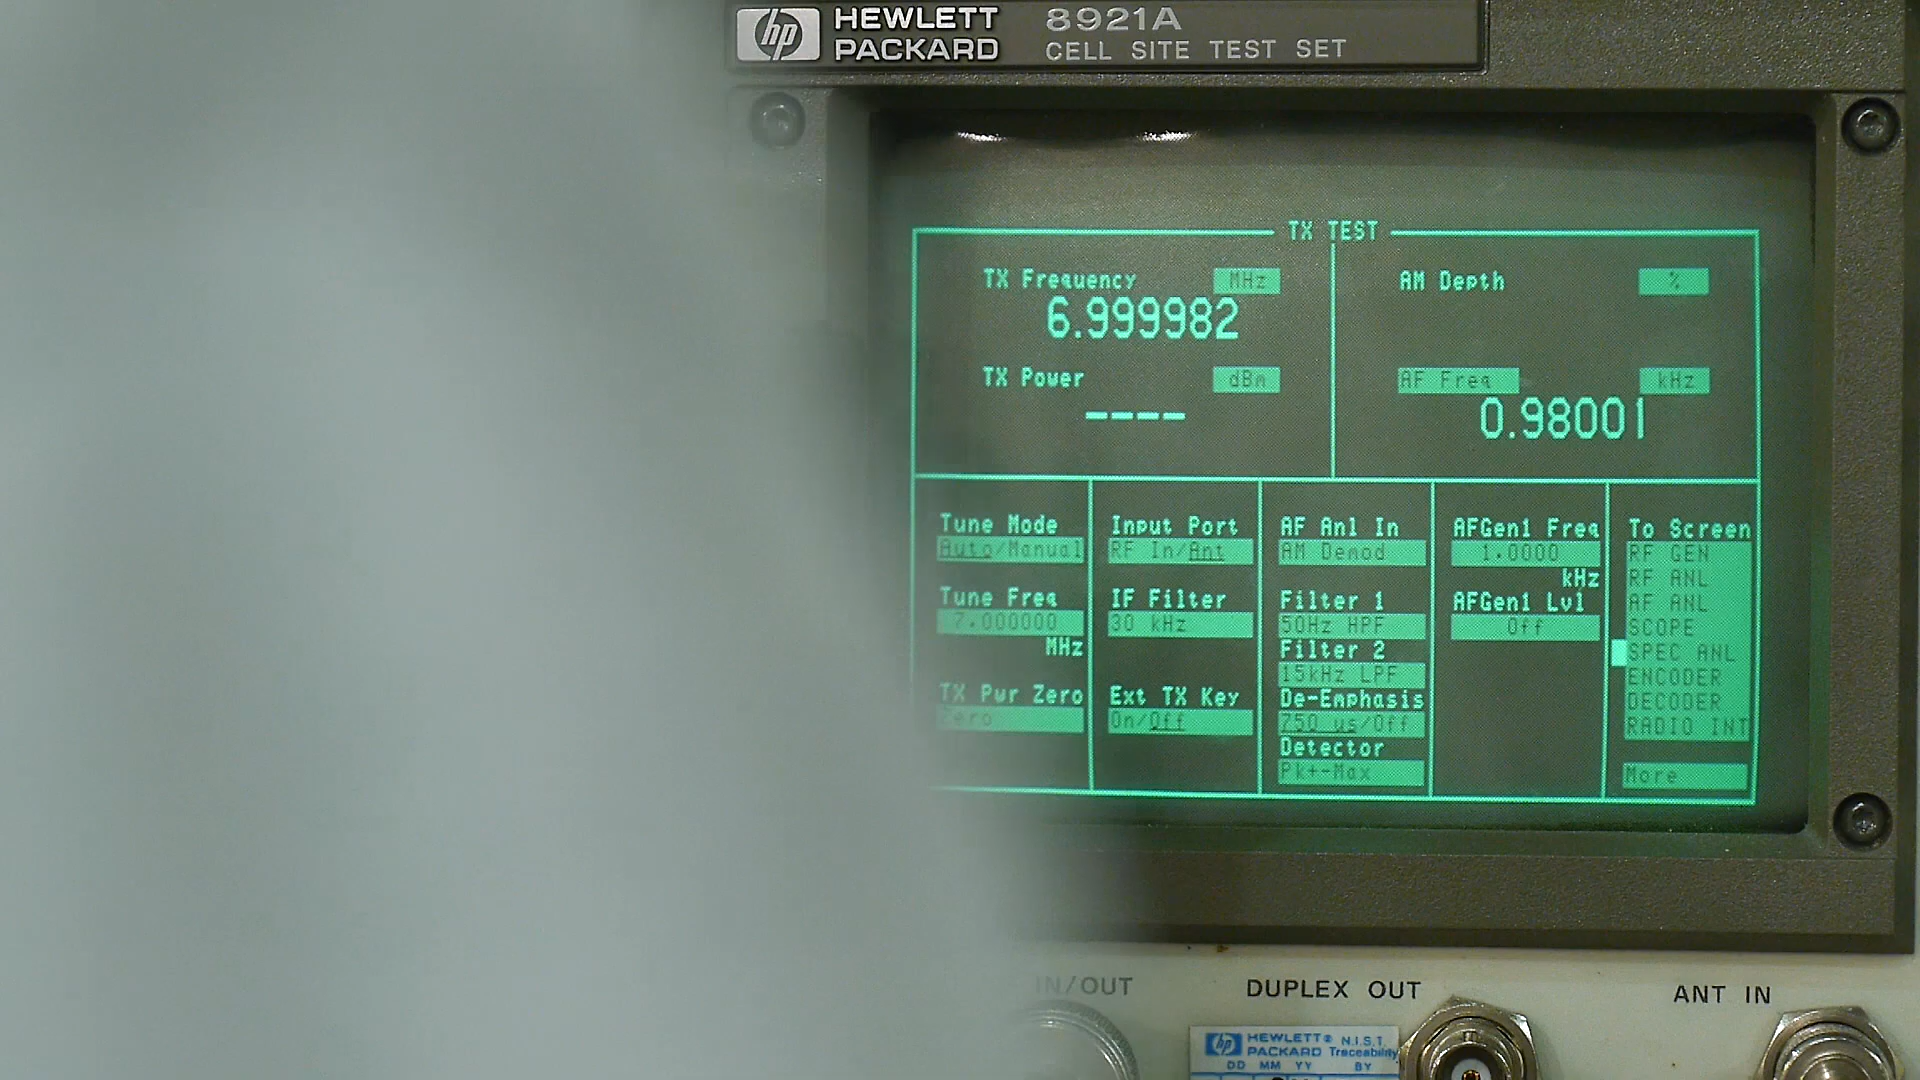 HEWLETT PACKARD 8921A
CELL SITE TEST SET
TX TEST
TX Frequency MHz
6.999982
TX Power dBm
----
AM Depth %
AF Freq kHz
0.98001
Tune Mode
Auto/Manual
Tune Freq
7.000000
MHz
TX Pwr Zero
Zero
Input Port
RF In/Ant
IF Filter
30 kHz
Ext TX Key
On/Off
AF Anl In
AM Demod
Filter 1
50Hz HPF
Filter 2
15kHz LPF
De-Emphasis
750 us/Off
Detector
Pk+-Max
AFGen1 Freq
1.0000
kHz
AFGen1 Lvl
Off
To Screen
RF GEN
RF ANL
AF ANL
SCOPE
SPEC ANL
ENCODER
DECODER
RADIO INT
More
IN/OUT
DUPLEX OUT
ANT IN
hp HEWLETT® PACKARD
N.I.S.T. Traceability
DD MM YY BY